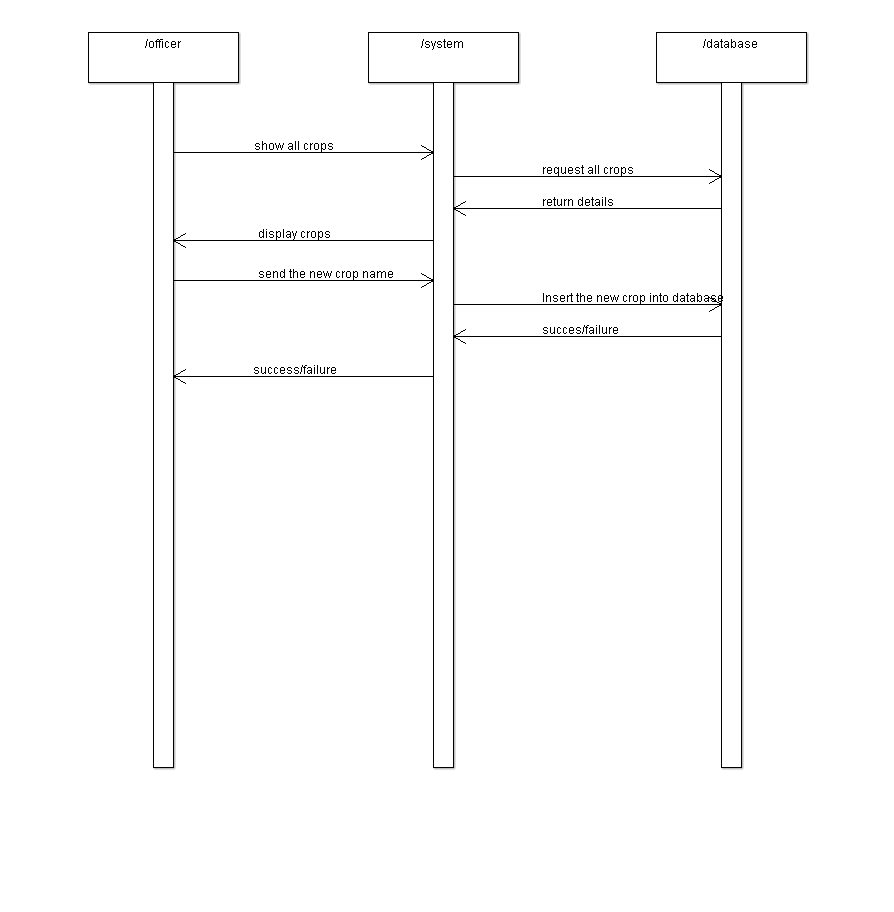 /officer
/system
/database
show all crops
request all crops
return details
display crops
send the new crop name
Insert the new crop into database
succes/failure
success/failure